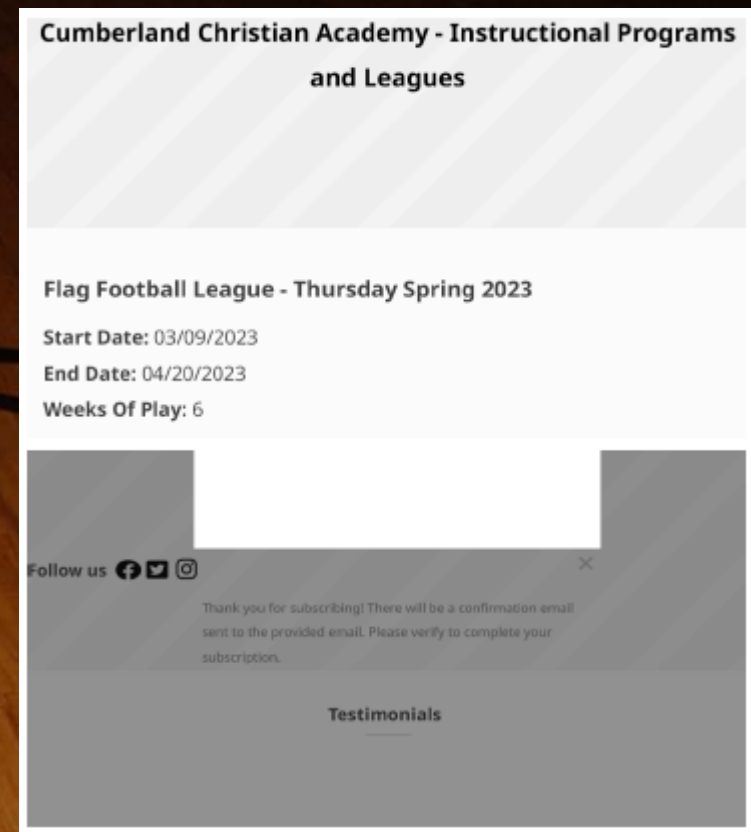 Cumberland Christian Academy - Instructional Programs
and Leagues
Flag Football League - Thursday Spring 2023
Start Date: 03/09/2023
End Date: 04/20/2023
Weeks Of Play: 6
Follow us
Thank you for subscribing! There will be a confirmation email
sent to the provided email. Please verify to complete your
subscription.
Testimonials